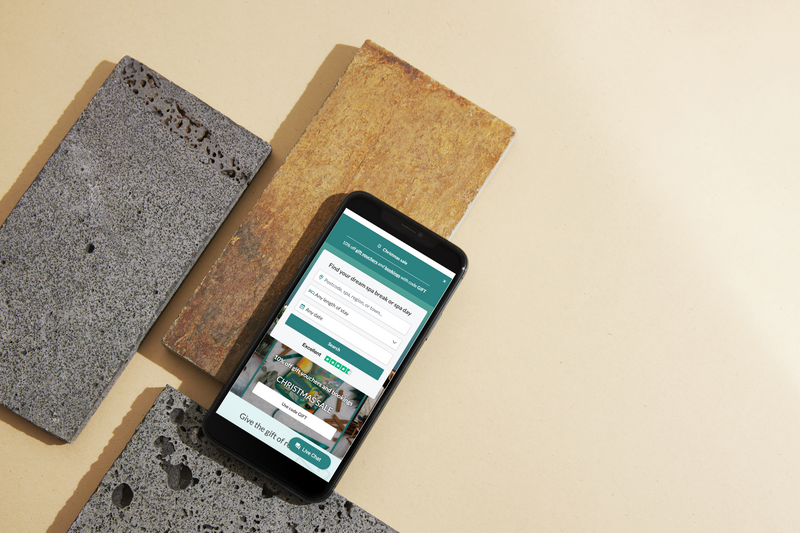 Christmas sale
10% off gift vouchers and bookings with code GIFT
Find your dream spa break or spa day
Postcode, spa, region, or town...
Any length of stay
Any date
Search
Excellent
10% off gift vouchers and bookings
CHRISTMAS SALE
Use code GIFT
Give the gift of
Live Chat